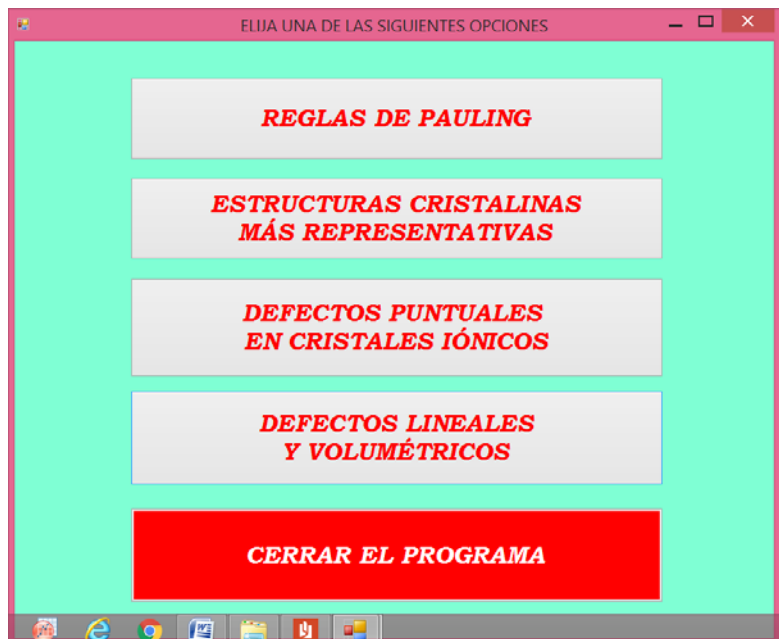 ELIJA UNA DE LAS SIGUIENTES OPCIONES
REGLAS DE PAULING
ESTRUCTURAS CRISTALINAS
MÁS REPRESENTATIVAS
DEFECTOS PUNTUALES
EN CRISTALES IÓNICOS
DEFECTOS LINEALES
Y VOLUMÉTRICOS
CERRAR EL PROGRAMA